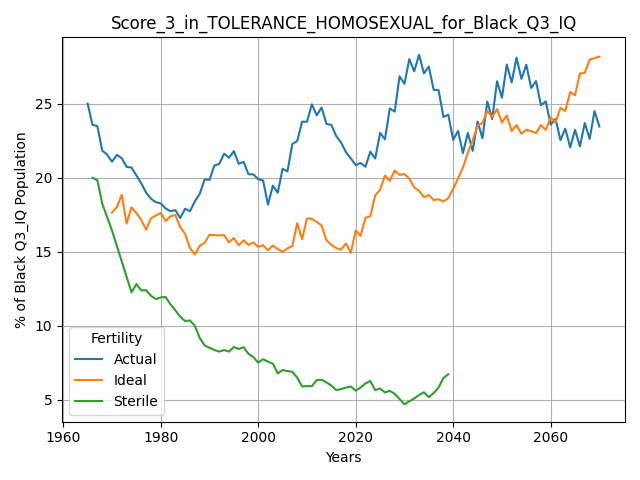 Score_3_in_TOLERANCE_HOMOSEXUAL_for_Black_Q3_IQ
% of Black Q3_IQ Population
25
20
15
10
5
Fertility
Actual
Ideal
Sterile
1960 1980 2000 2020 2040 2060
Years